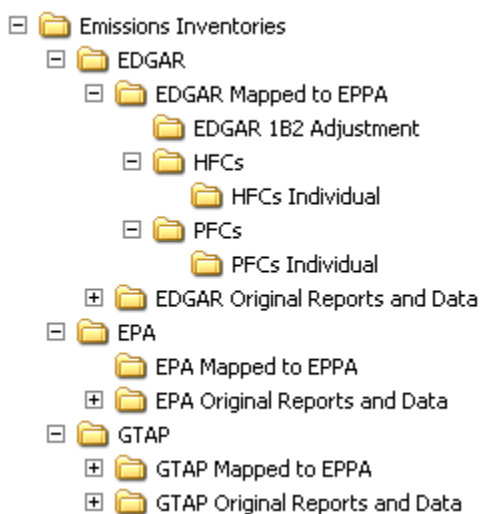 Emissions Inventories
EDGAR
EDGAR Mapped to EPPA
EDGAR 1B2 Adjustment
HFCs
HFCs Individual
PFCs
PFCs Individual
EDGAR Original Reports and Data
EPA
EPA Mapped to EPPA
EPA Original Reports and Data
GTAP
GTAP Mapped to EPPA
GTAP Original Reports and Data